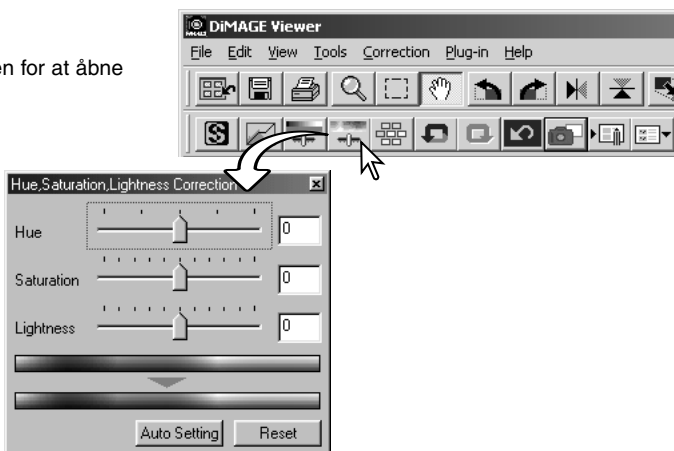 DiMAGE Viewer
File Edit View Tools Correction Plug-in Help
en for at åbne
Hue,Saturation,Lightness Correction
Hue 0
Saturation 0
Lightness 0
Auto Setting Reset